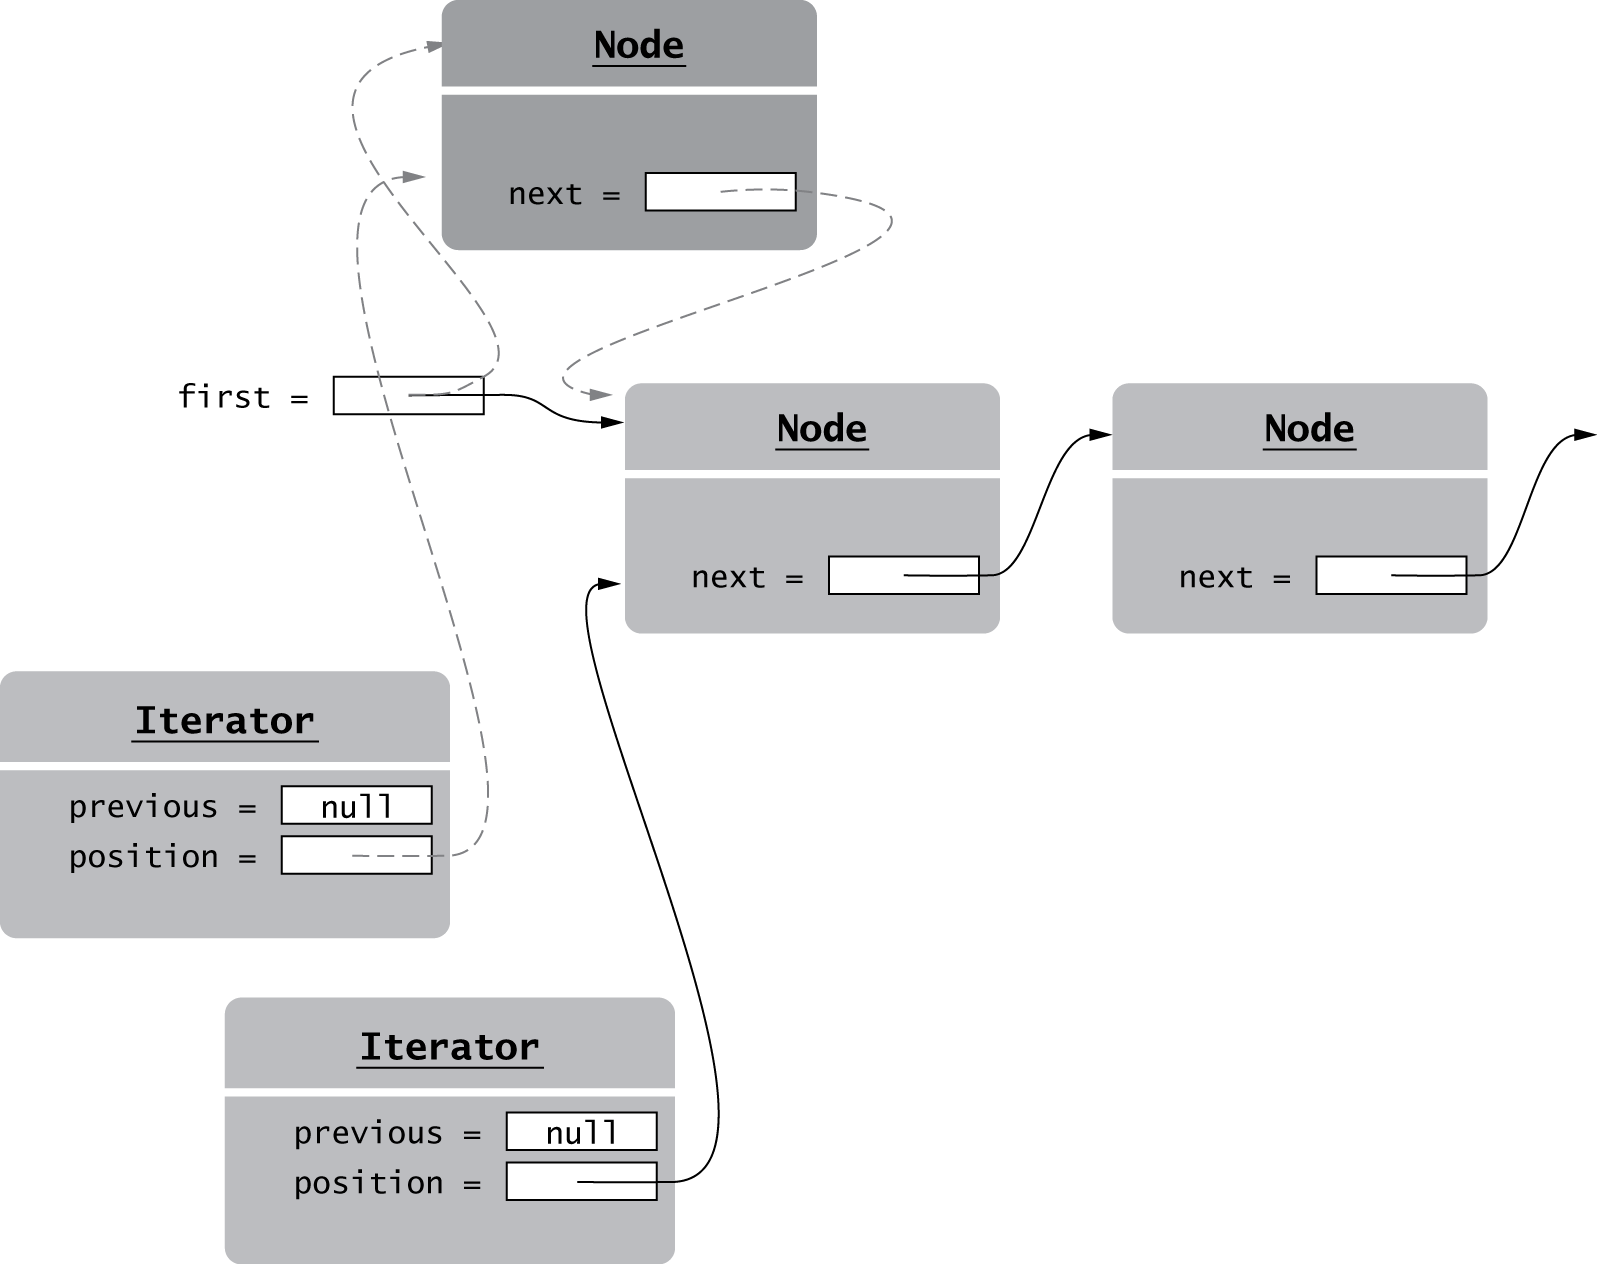 Node
next =
first =
Node
next =
Node
next =
Iterator
previous = null
position =
Iterator
previous = null
position =